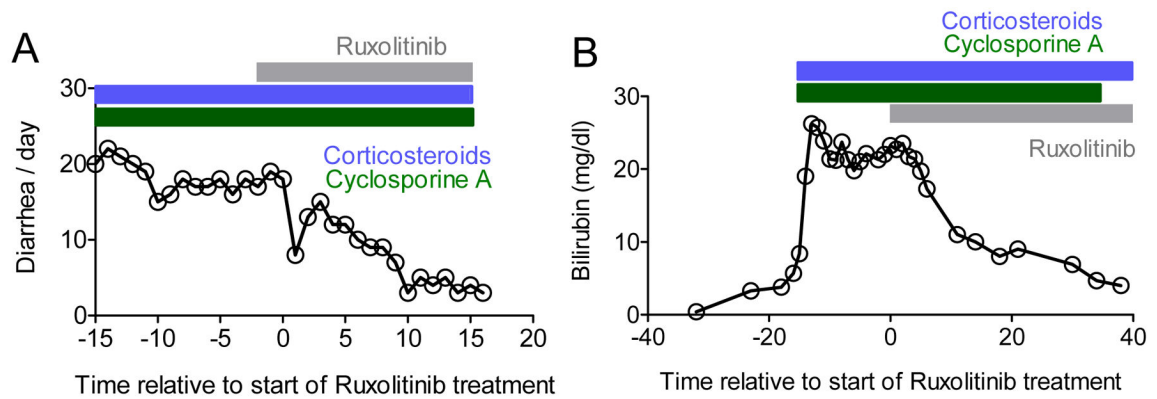 A
Ruxolitinib
Corticosteroids
Cyclosporine A
Diarrhea / day
30
20
10
0
-15 -10 -5 0 5 10 15 20
Time relative to start of Ruxolitinib treatment
B
Corticosteroids
Cyclosporine A
Ruxolitinib
Bilirubin (mg/dl)
30
20
10
0
-40 -20 0 20 40
Time relative to start of Ruxolitinib treatment